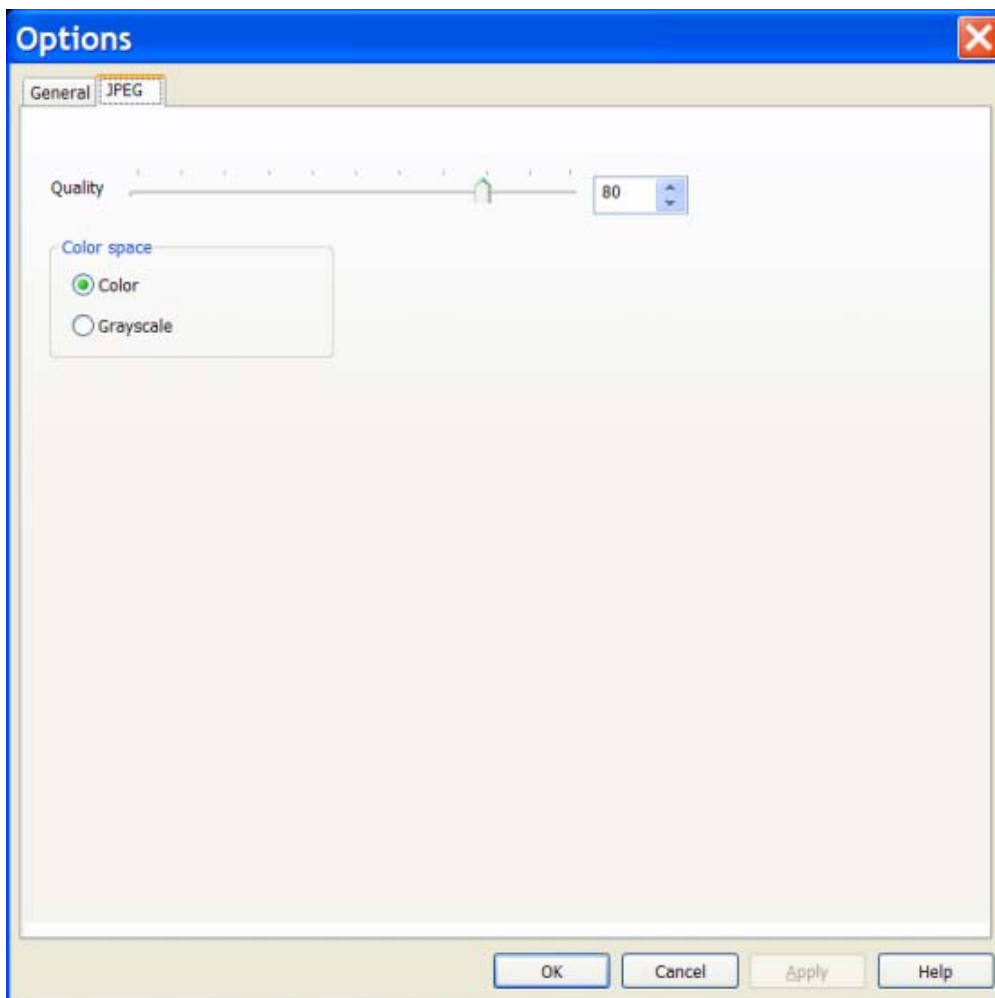 Options
General JPEG
Quality 80
Color space
Color
Grayscale
OK Cancel Apply Help